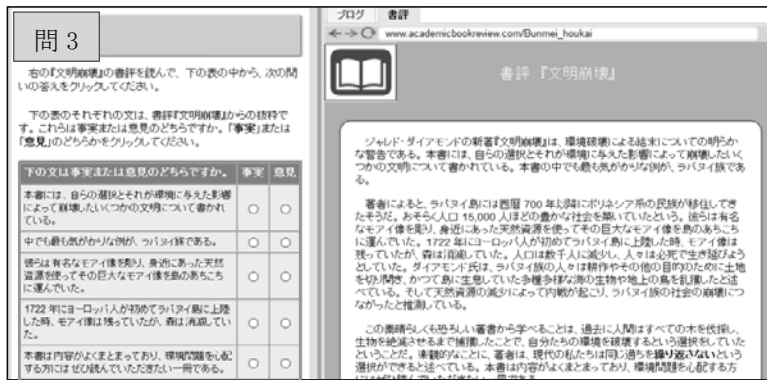 問3
右の『文明崩壊』の書評を読んで、下の表の中から、次の問
いの答えをクリックしてください。
下の表のそれぞれの文は、書評『文明崩壊』からの抜粋で
す。これらは事実または意見のどちらですか。「事実」または
「意見」のどちらかをクリックしてください。
下の文は事実または意見のどちらですか。 事実 意見
本書には、自らの選択とそれが環境に与えた影響
によって崩壊したいくつかの文明について書かれ
ている。
中でも最も気がかりな例が、ラパヌイ族である。
彼らは有名なモアイ像を彫り、身近にあった天然
資源を使ってその巨大なモアイ像を島のあちこち
に運んでいた。
1722 年にヨーロッパ人が初めてラパヌイ島に上陸
した時、モアイ像は残っていたが、森は消滅してい
た。
本書は内容がよくまとまっており、環境問題を心配
する方にはぜひ読んでいただきたい一冊である。
ブログ 書評
www.academicbookreview.com/Bunmei_houkai
書評 『文明崩壊』
ジャレド・ダイアモンドの新著『文明崩壊』は、環境破壊による結末についての明らか
な警告である。本書には、自らの選択とそれが環境に与えた影響によって崩壊したいく
つかの文明について書かれている。本書の中でも最も気がかりな例が、ラパヌイ族であ
る。
著者によると、ラパヌイ島には西暦 700 年以降にポリネシア系の民族が移住してき
たそうだ。おそらく人口 15,000 人ほどの豊かな社会を築いていたという。彼らは有名
なモアイ像を彫り、身近にあった天然資源を使ってその巨大なモアイ像を島のあちこち
に運んでいた。1722 年にヨーロッパ人が初めてラパヌイ島に上陸した時、モアイ像は
残っていたが、森は消滅していた。人口は数千人に減少し、人々は必死で生き延びよう
としていた。ダイアモンド氏は、ラパヌイ族の人々は耕作やその他の目的のために土地
を切り開き、かつて島に生息していた多種多様な海の生物や地上の鳥を乱獲したと述
べている。そして天然資源の減少によって内戦が起こり、ラパヌイ族の社会の崩壊につ
ながったと推測している。
この素晴らしくも恐ろしい著書から学べることは、過去に人間はすべての木を伐採し、
生物を絶滅させるまで捕獲したことで、自分たちの環境を破壊するという選択をしていた
ということだ。楽観的なことに、著者は、現代の私たちは同じ過ちを繰り返さないという
選択ができると述べている。本書は内容がよくまとまっており、環境問題を心配する方